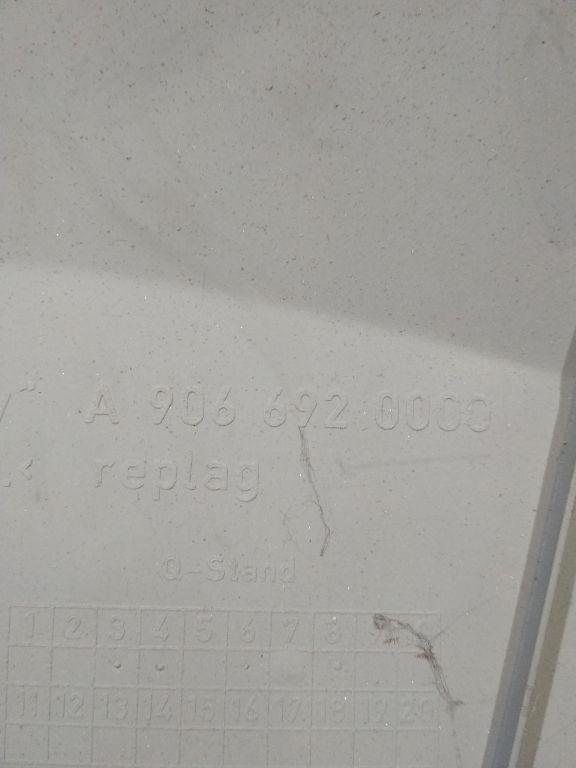 A 906 692 0000
replag
Q-Stand
1 2 3 4 5 6 7 8
11 12 13 14 15 16 17 18 19 20